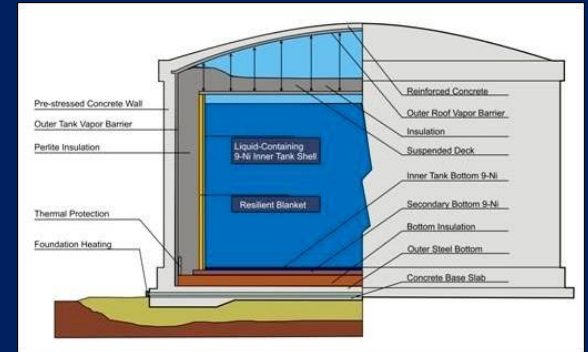 Pre-stressed Concrete Wall
Outer Tank Vapor Barrier
Perlite Insulation
Thermal Protection
Foundation Heating
Liquid-Containing
9-Ni Inner Tank Shell
Resilient Blanket
Reinforced Concrete
Outer Roof Vapor Barrier
Insulation
Suspended Deck
Inner Tank Bottom 9-Ni
Secondary Bottom 9-Ni
Bottom Insulation
Outer Steel Bottom
Concrete Base Slab